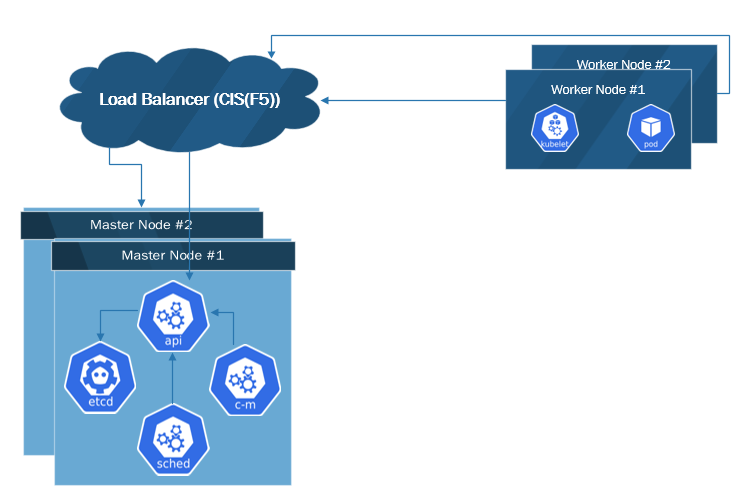 Load Balancer (CIS(F5))
Worker Node #2
Worker Node #1
kubelet
pod
Master Node #2
Master Node #1
api
etcd
c-m
sched